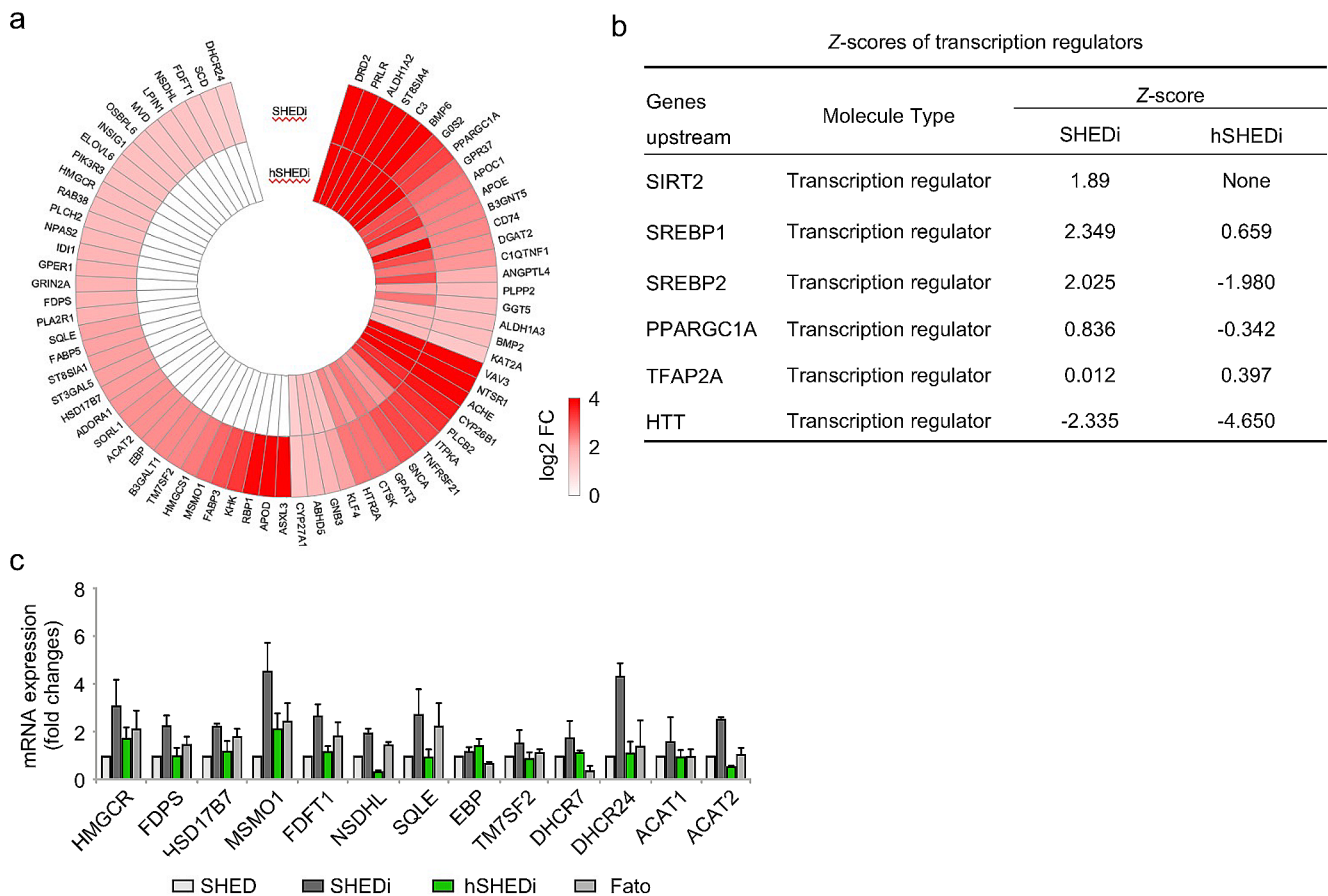 a
DHCR24
SCD
FDFT1
NSDHL
LPIN1
MVD
OSBPL6
INSIG1
ELOVL6
PIK3R3
HMGCR
RAB38
PLCH2
NPAS2
IDI1
GPER1
GRIN2A
FDPS
PLA2R1
SQLE
FABP5
ST8SIA1
ST3GAL5
HSD17B7
ADORA1
SORL1
ACAT2
EBP
B3GALT1
TM7SF2
HMGCS1
MSMO1
FABP3
KHK
RBP1
APOD
ASXL3
SHEDi
hSHEDi
DRD2
PRLR
ALDH1A2
ST8SIA4
C3
BMP6
G0S2
PPARGC1A
GPR37
APOC1
APOE
B3GNT5
CD74
DGAT2
C1QTNF1
ANGPTL4
PLPP2
GGT5
ALDH1A3
BMP2
KAT2A
VAV3
NTSR1
ACHE
CYP26B1
PLCB2
ITPKA
TNFRSF21
SNCA
GPAT3
CTSK
HTR2A
KLF4
GNB3
ABHD5
CYP27A1
log2 FC
4
2
0
b
Z-scores of transcription regulators
Genes upstream
Molecule Type
Z-score
SHEDi hSHEDi
SIRT2 Transcription regulator 1.89 None
SREBP1 Transcription regulator 2.349 0.659
SREBP2 Transcription regulator 2.025 -1.980
PPARGC1A Transcription regulator 0.836 -0.342
TFAP2A Transcription regulator 0.012 0.397
HTT Transcription regulator -2.335 -4.650
c
mRNA expression
(fold changes)
8
6
4
2
0
HMGCR
FDPS
HSD17B7
MSMO1
FDFT1
NSDHL
SQLE
EBP
TM7SF2
DHCR7
DHCR24
ACAT1
ACAT2
SHED SHEDi hSHEDi Fato